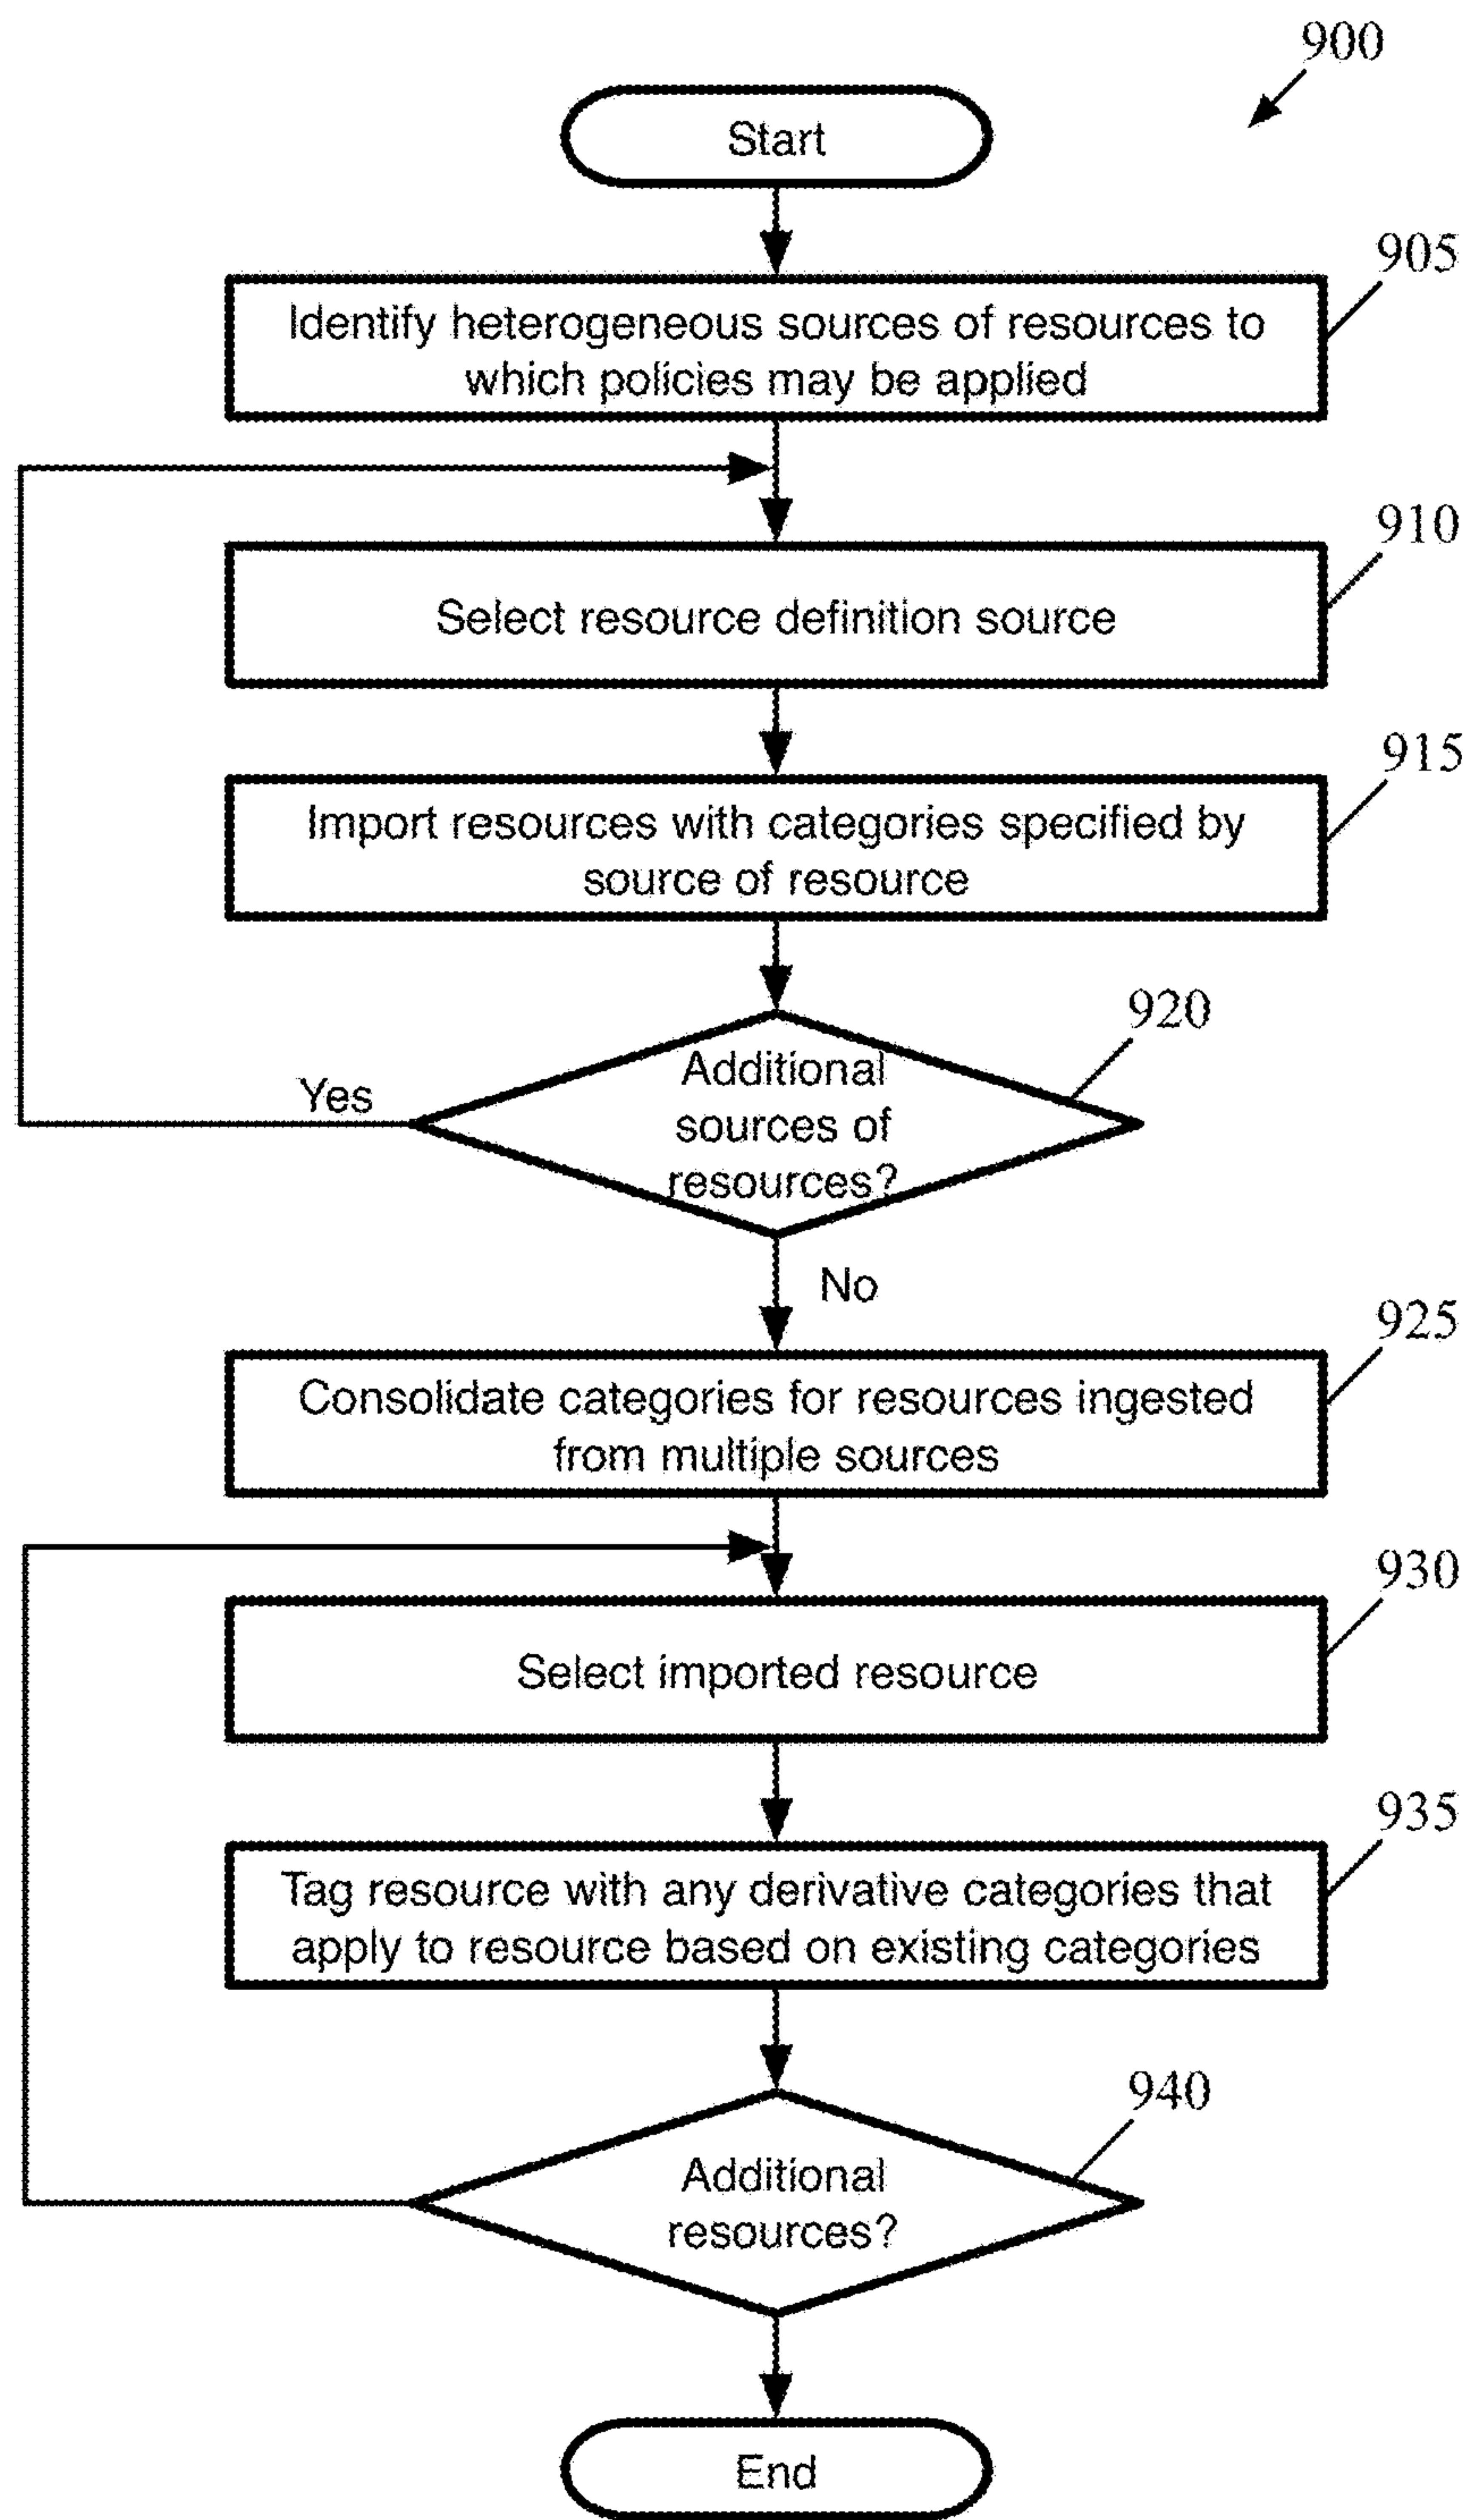 900
Start
905
Identify heterogeneous sources of resources to
which policies may be applied
910
Select resource definition source
915
Import resources with categories specified by
source of resource
920
Additional
sources of
resources?
Yes
No
925
Consolidate categories for resources ingested
from multiple sources
930
Select imported resource
935
Tag resource with any derivative categories that
apply to resource based on existing categories
940
Additional
resources?
End